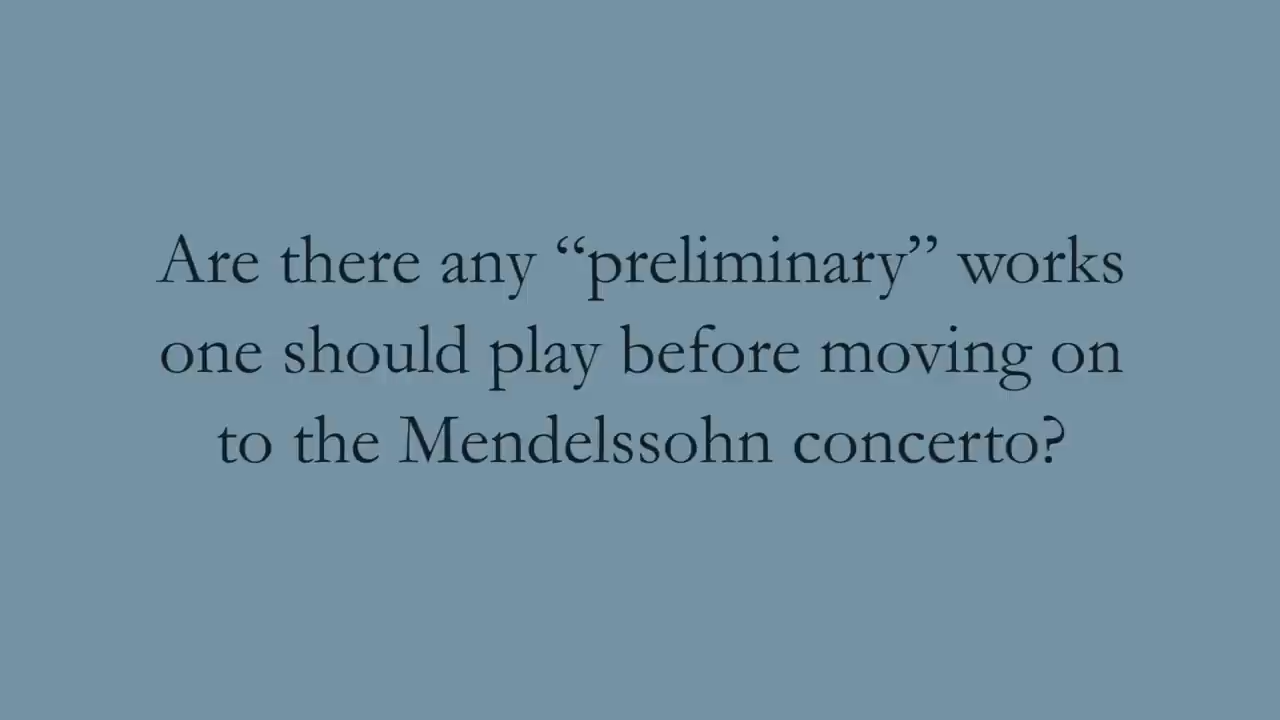 Are there any “preliminary” works
one should play before moving on
to the Mendelssohn concerto?